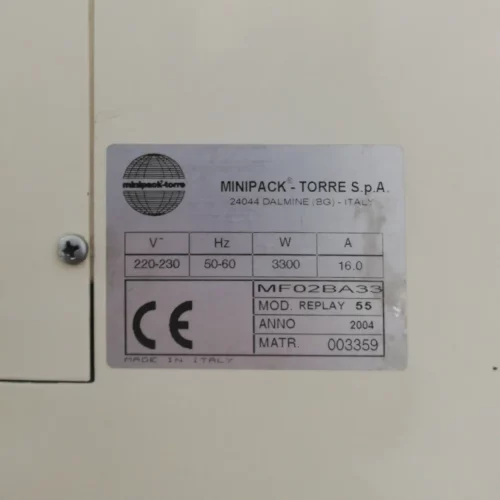 minipack-torre
MINIPACK® - TORRE S.p.A.
24044 DALMINE (BG) - ITALY
V~ Hz W A
220-230 50-60 3300 16.0
MF02BA33
MOD. REPLAY 55
ANNO 2004
MATR. 003359
CE
MADE IN ITALY